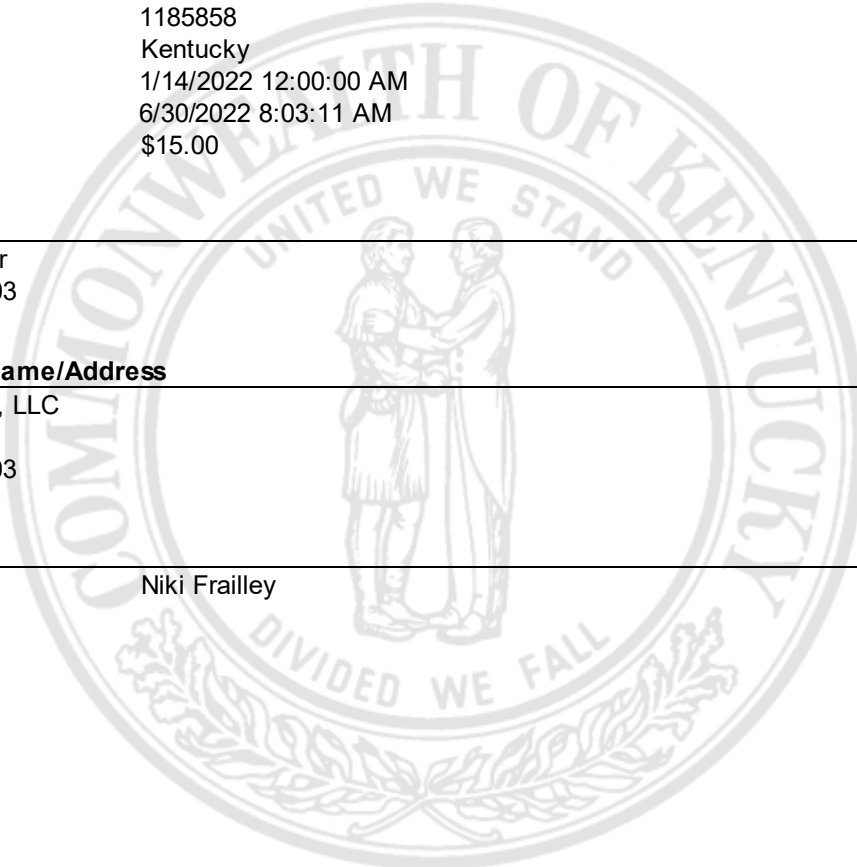 1185858
Kentucky
1/14/2022 12:00:00 AM
6/30/2022 8:03:11 AM
$15.00
COMMONWEALTH OF KENTUCKY
UNITED WE STAND
r
03
ame/Address
, LLC
03
Niki Frailley
DIVIDED WE FALL